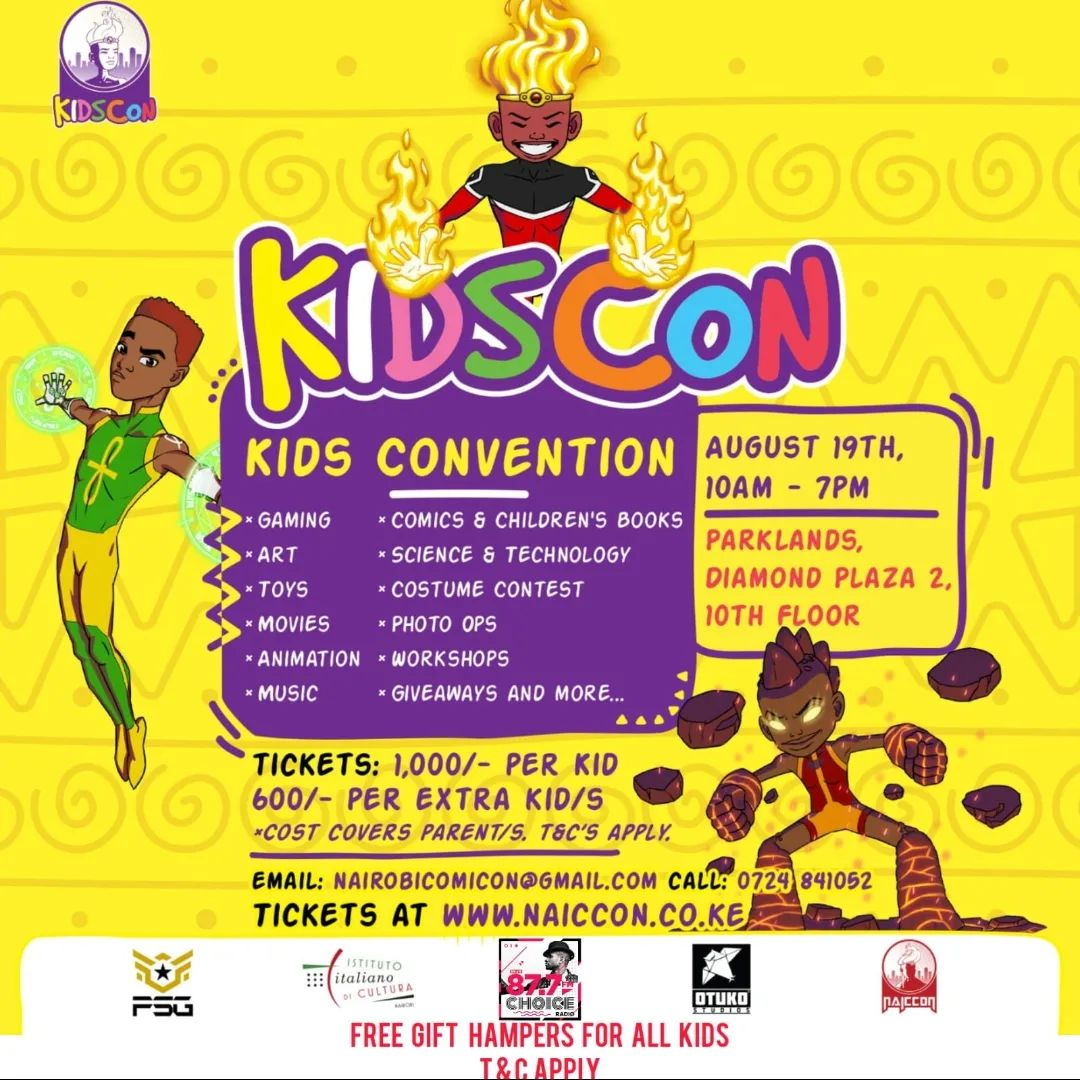 KIDSCON
KIDSCON
KIDS CONVENTION
× GAMING
× ART
× TOYS
× MOVIES
× ANIMATION
× MUSIC
× COMICS & CHILDREN'S BOOKS
× SCIENCE & TECHNOLOGY
× COSTUME CONTEST
× PHOTO OPS
× WORKSHOPS
× GIVEAWAYS AND MORE...
AUGUST 19TH,
10AM - 7PM
PARKLANDS,
DIAMOND PLAZA 2,
10TH FLOOR
TICKETS: 1,000/- PER KID
600/- PER EXTRA KID/S
*COST COVERS PARENT/S. T&C'S APPLY.
EMAIL: NAIROBICOMICON@GMAIL.COM CALL: 0724 841052
TICKETS AT WWW.NAICCON.CO.KE
PSG
ISTITUTO
italiano
DI CULTURA
NAIROBI
87.7FM
CHOICE
RADIO
OTUKO
STUDIOS
NAICCON
FREE GIFT HAMPERS FOR ALL KIDS
T & C APPLY